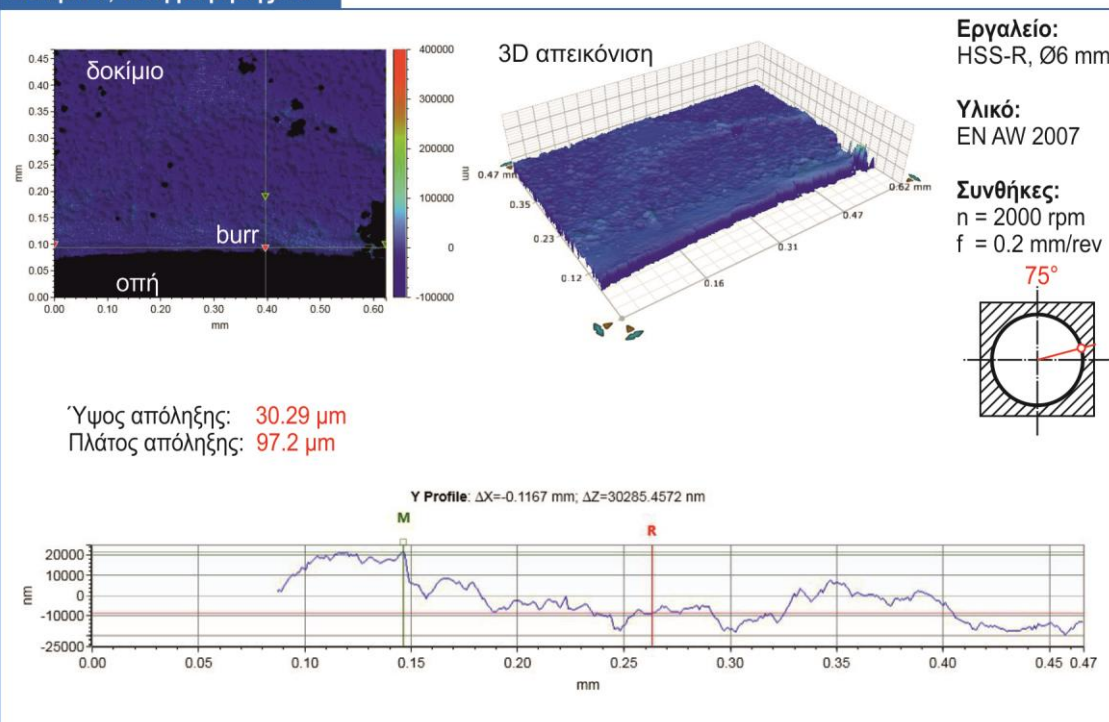 3D απεικόνιση
Εργαλείο:
HSS-R, Ø6 mm
Υλικό:
EN AW 2007
Συνθήκες:
n = 2000 rpm
f = 0.2 mm/rev
75°
δοκίμιο
burr
οπή
0.45
0.40
0.35
0.30
0.25
0.20
0.15
0.10
0.05
0.00
mm
0.00 0.10 0.20 0.30 0.40 0.50 0.60
mm
400000
300000
200000
100000
0
-100000
nm
0.47 mm
0.35
0.23
0.12
0.16
0.31
0.47
0.62 mm
Ύψος απόληξης: 30.29 μm
Πλάτος απόληξης: 97.2 μm
Y Profile: ΔX=-0.1167 mm; ΔZ=30285.4572 nm
M
R
20000
10000
0
-10000
-25000
nm
0.00 0.05 0.10 0.15 0.20 0.25 0.30 0.35 0.40 0.45 0.47
mm